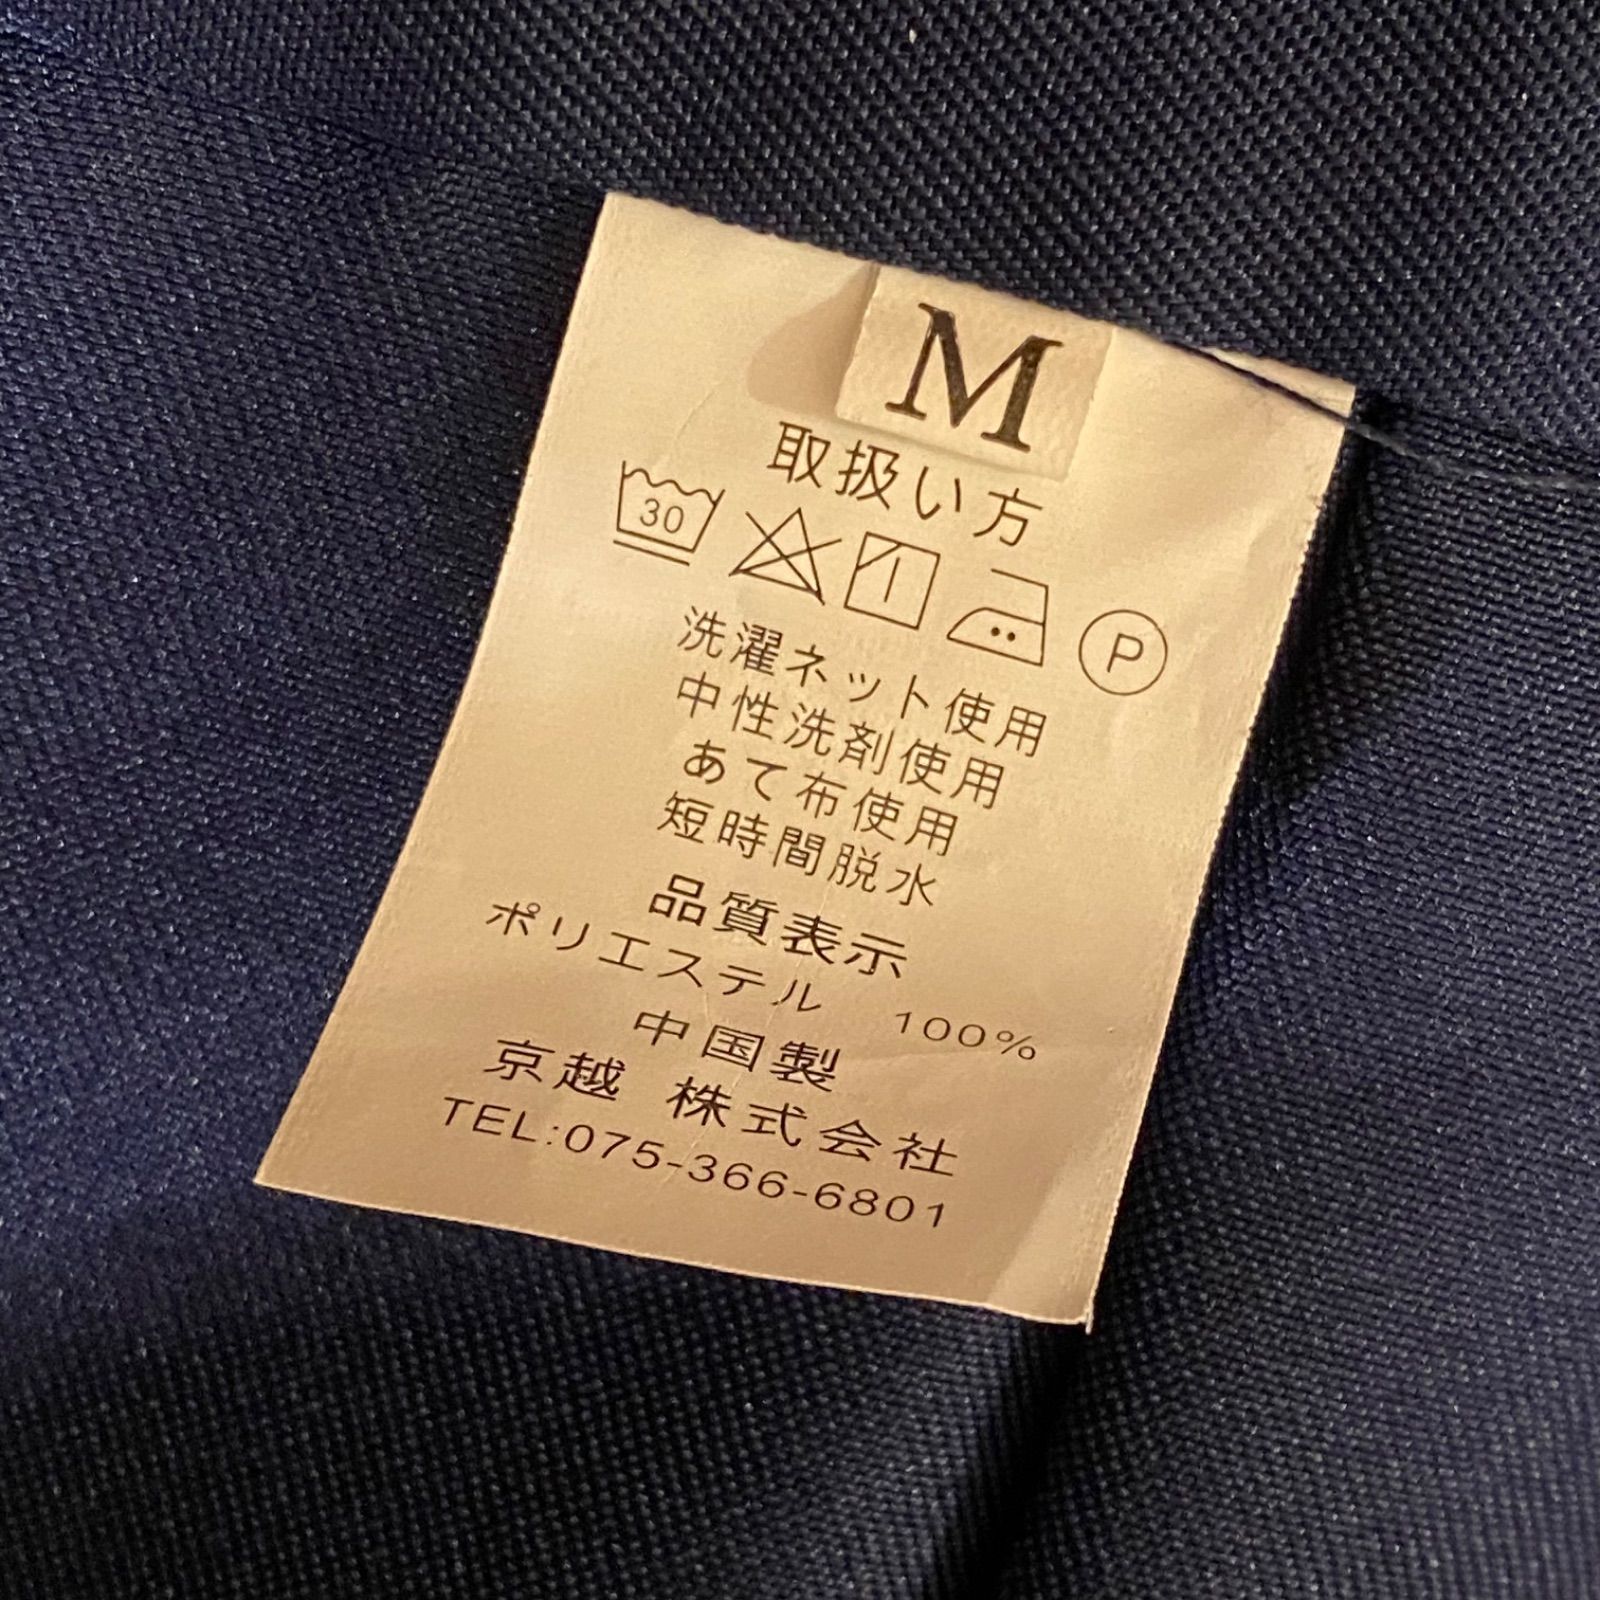 M
取扱い方
30 P
洗濯ネット使用
中性洗剤使用
あて布使用
短時間脱水
品質表示
ポリエステル 100%
中国製
京越 株式会社
TEL:075-366-6801